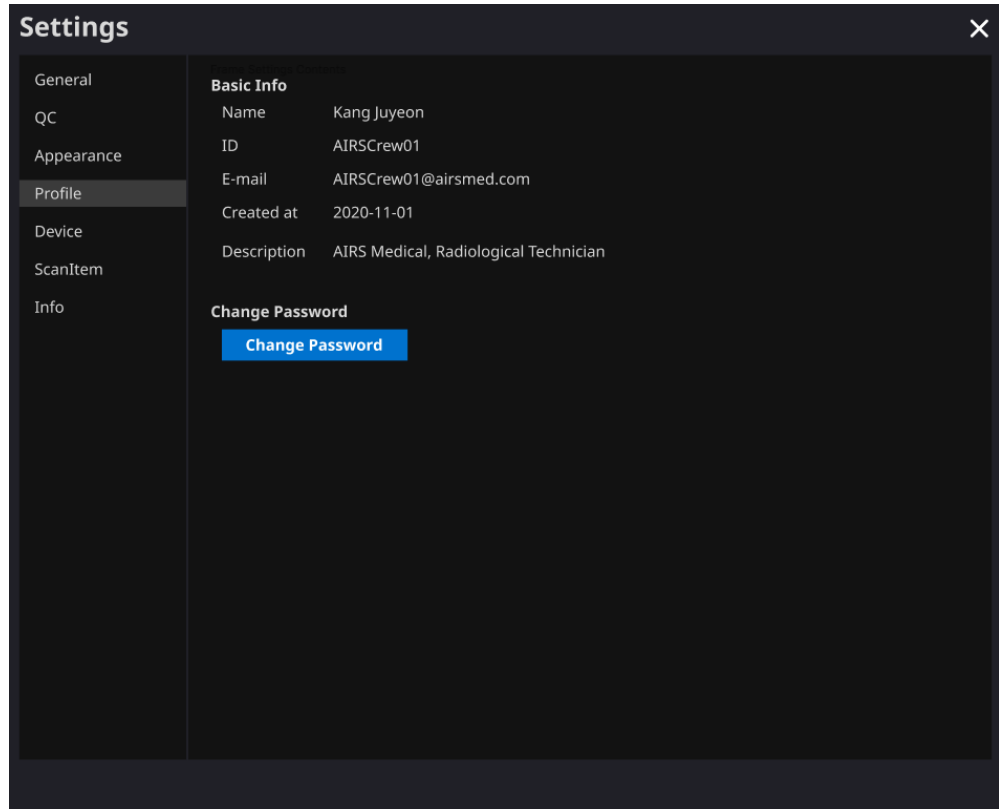 Settings
General
QC
Appearance
Profile
Device
ScanItem
Info
Basic Info
Name Kang Juyeon
ID AIRSCrew01
E-mail AIRSCrew01@airsmed.com
Created at 2020-11-01
Description AIRS Medical, Radiological Technician
Change Password
Change Password